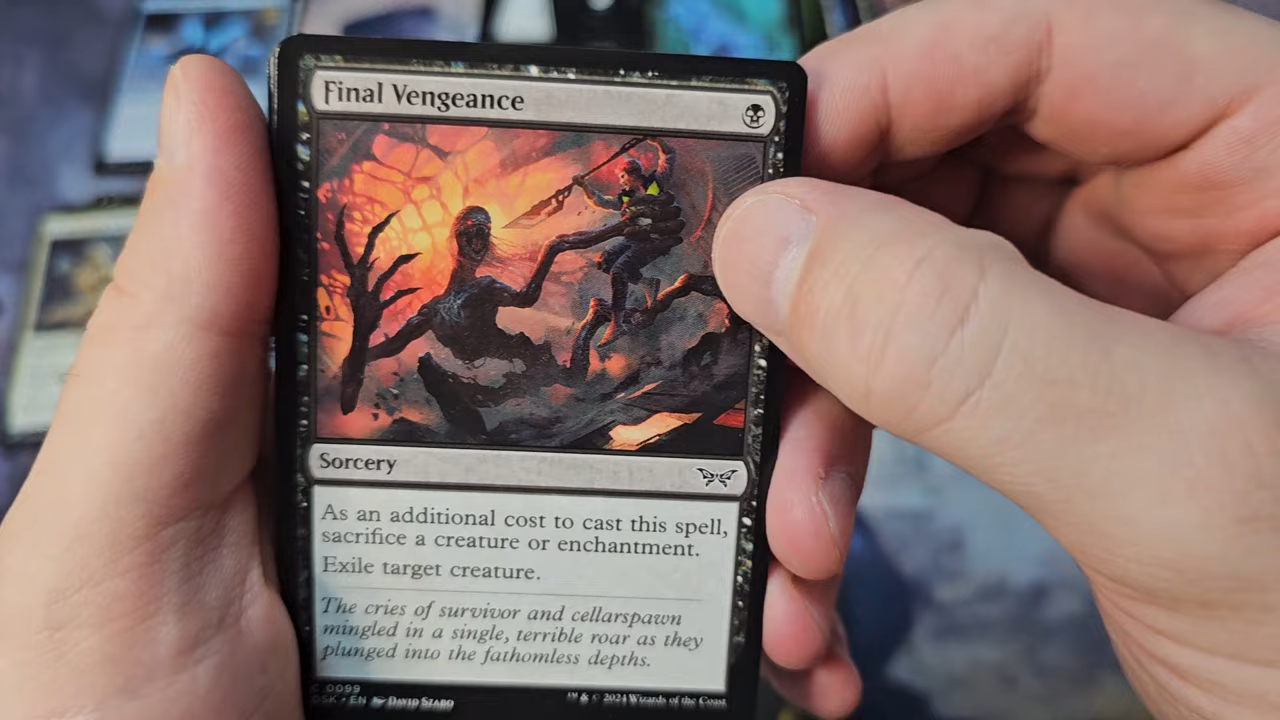 Final Vengeance
Sorcery
As an additional cost to cast this spell,
sacrifice a creature or enchantment.
Exile target creature.
The cries of survivor and cellarspawn
mingled in a single, terrible roar as they
plunged into the fathomless depths.
C 0099
DSK • EN David Szabo
™ & © 2024 Wizards of the Coast